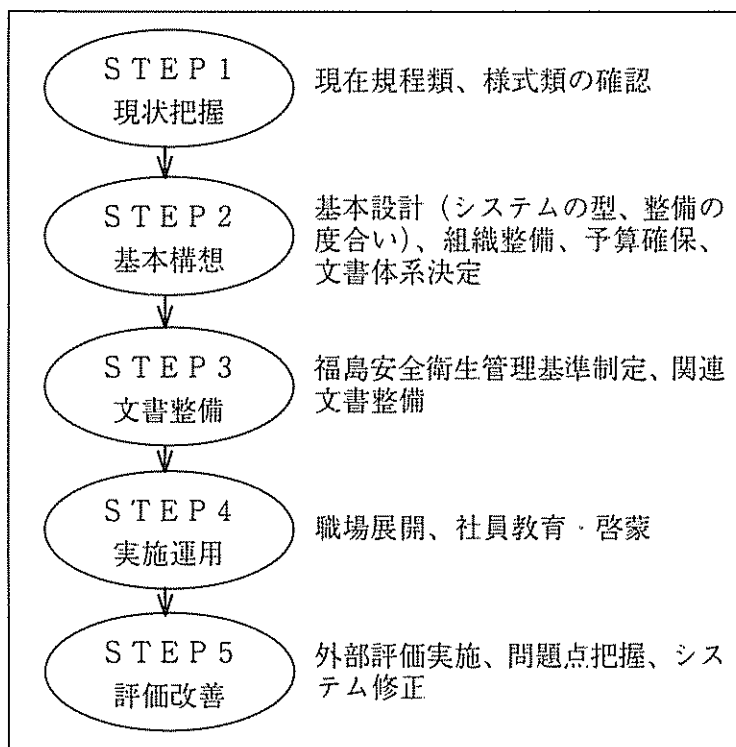 STEP1
現状把握
現在規程類、様式類の確認
STEP2
基本構想
基本設計（システムの型、整備の
度合い）、組織整備、予算確保、
文書体系決定
STEP3
文書整備
福島安全衛生管理基準制定、関連
文書整備
STEP4
実施運用
職場展開、社員教育・啓蒙
STEP5
評価改善
外部評価実施、問題点把握、シス
テム修正